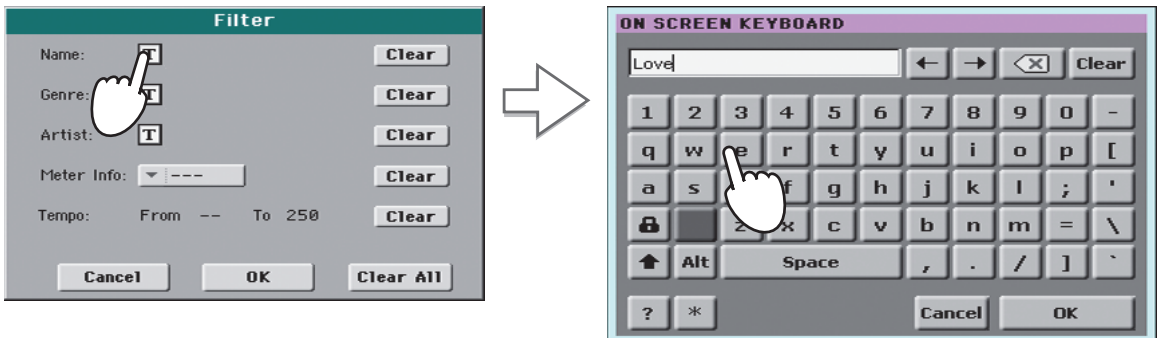 Filter
Name: T Clear
Genre: T Clear
Artist: T Clear
Meter Info: --- Clear
Tempo: From -- To 250 Clear
Cancel OK Clear All
ON SCREEN KEYBOARD
Love ← → X Clear
1 2 3 4 5 6 7 8 9 0 -
q w e r t y u i o p [
a s f g h j k l ; '
z x c v b n m = \
Alt Space , . / ] `
? * Cancel OK